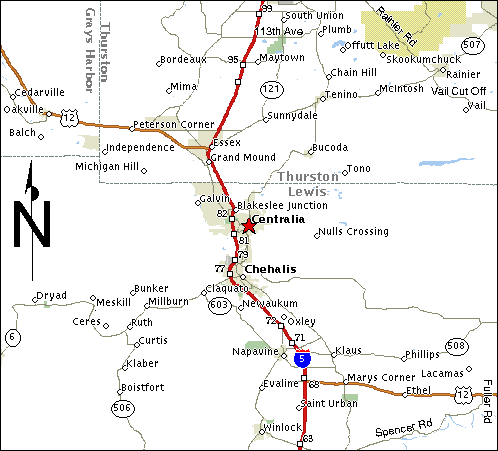 99
South Union
Rainier Rd
Plumb
113th Ave
Thurston
Grays Harbor
Offutt Lake
507
Skookumchuck
Bordeaux
95
Maytown
Chain Hill
Rainier
Mima
121
McIntosh
Vail Cut Off
Cedarville
Tenino
Oakville
12
Vail
Sunnydale
Balch
Peterson Corner
Essex
Independence
Bucoda
Grand Mound
Michigan Hill
Tono
Thurston
Lewis
N
Galvin
Blakeslee Junction
82
Centralia
81
Nulls Crossing
79
77
Chehalis
Bunker
Claquato
Dryad
Meskill
Millburn
603
Newaukum
Ceres
Ruth
72
Oxley
6
Curtis
71
508
Napavine
5
Klaus
Phillips
Klaber
Lacamas
Boistfort
Evaline
68
Marys Corner
Ethel
12
Fuller Rd
506
Saint Urban
Winlock
Spencer Rd
63